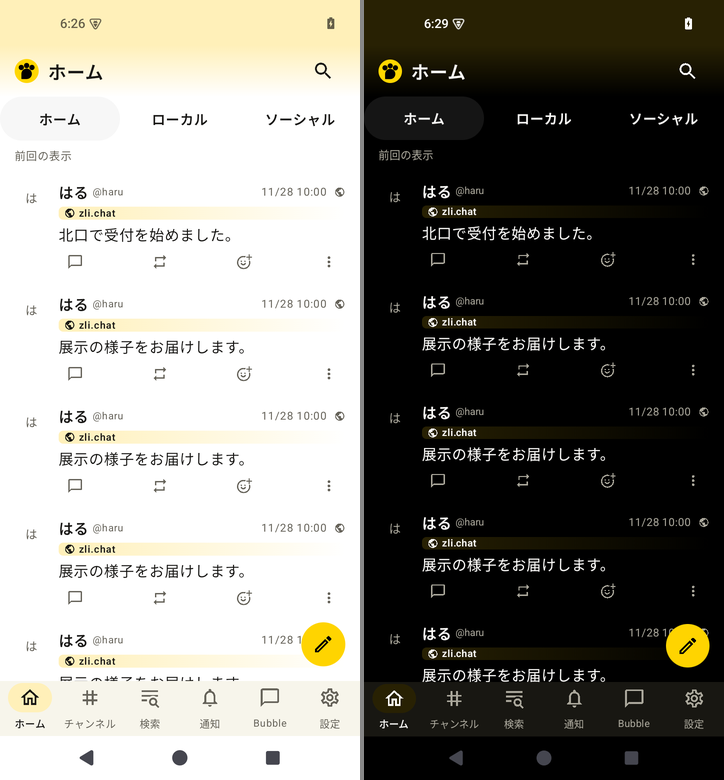 6:26
ホーム
ホーム ローカル ソーシャル
前回の表示
は はる @haru 11/28 10:00
zli.chat
北口で受付を始めました。
は はる @haru 11/28 10:00
zli.chat
展示の様子をお届けします。
は はる @haru 11/28 10:00
zli.chat
展示の様子をお届けします。
は はる @haru 11/28 10:00
zli.chat
展示の様子をお届けします。
は はる @haru 11/28
zli.chat
展示の様子をお届けします。
ホーム チャンネル 検索 通知 Bubble 設定
6:29
ホーム
ホーム ローカル ソーシャル
前回の表示
は はる @haru 11/28 10:00
zli.chat
北口で受付を始めました。
は はる @haru 11/28 10:00
zli.chat
展示の様子をお届けします。
は はる @haru 11/28 10:00
zli.chat
展示の様子をお届けします。
は はる @haru 11/28 10:00
zli.chat
展示の様子をお届けします。
は はる @haru 11/28
zli.chat
展示の様子をお届けします。
ホーム チャンネル 検索 通知 Bubble 設定